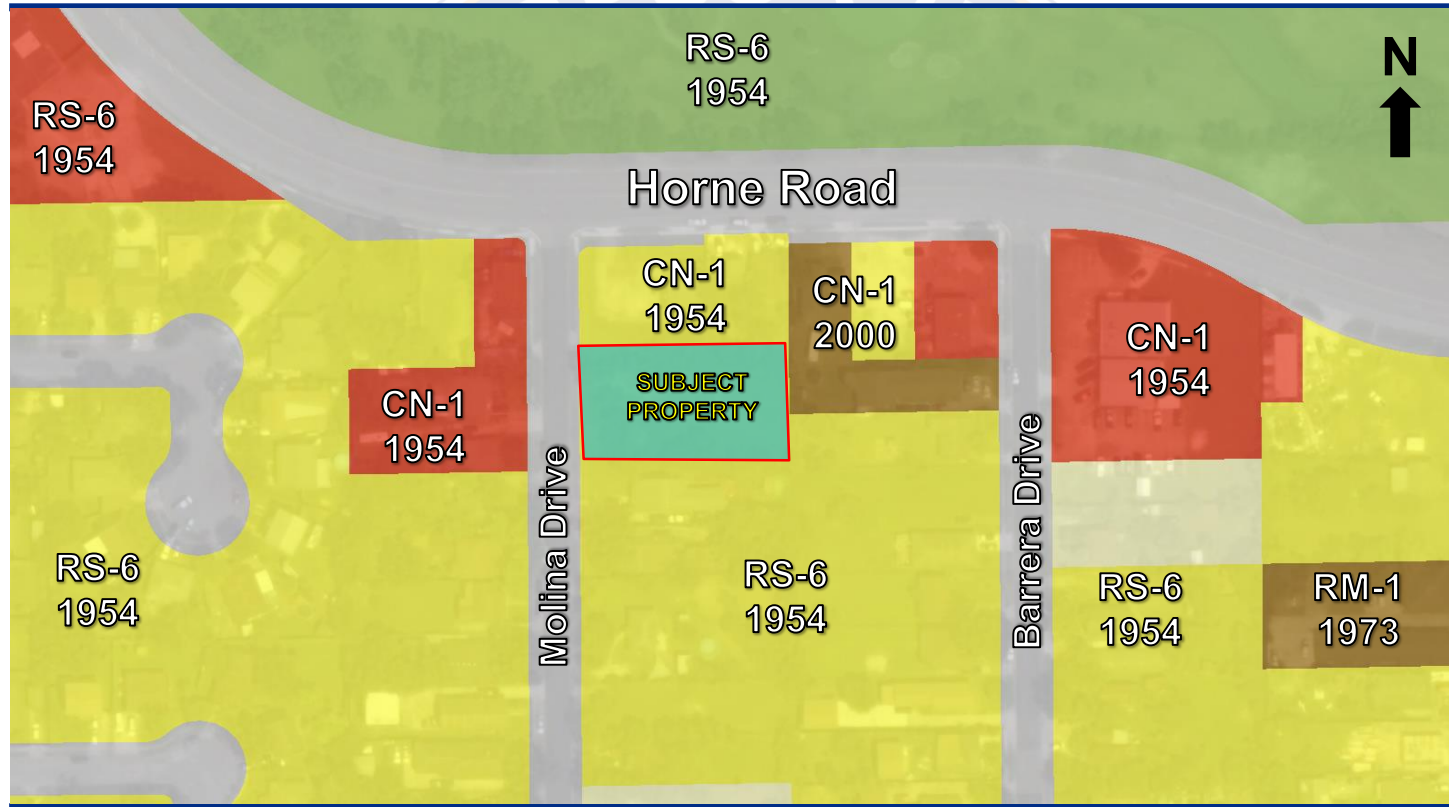 RS-6
1954
N
RS-6
1954
Horne Road
CN-1
1954
CN-1
2000
CN-1
1954
SUBJECT
PROPERTY
CN-1
1954
Molina Drive
Barrera Drive
RS-6
1954
RS-6
1954
RS-6
1954
RM-1
1973